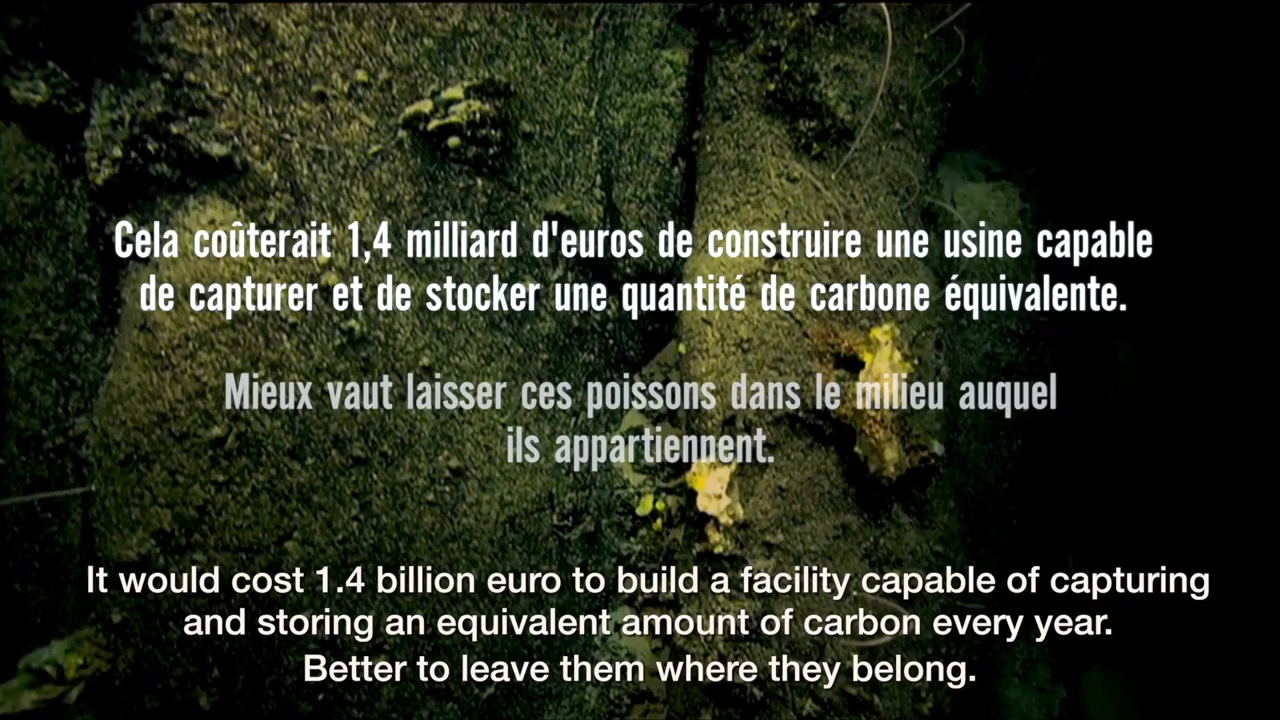 Cela coûterait 1,4 milliard d'euros de construire une usine capable
de capturer et de stocker une quantité de carbone équivalente.
Mieux vaut laisser ces poissons dans le milieu auquel
ils appartiennent.
It would cost 1.4 billion euro to build a facility capable of capturing
and storing an equivalent amount of carbon every year.
Better to leave them where they belong.